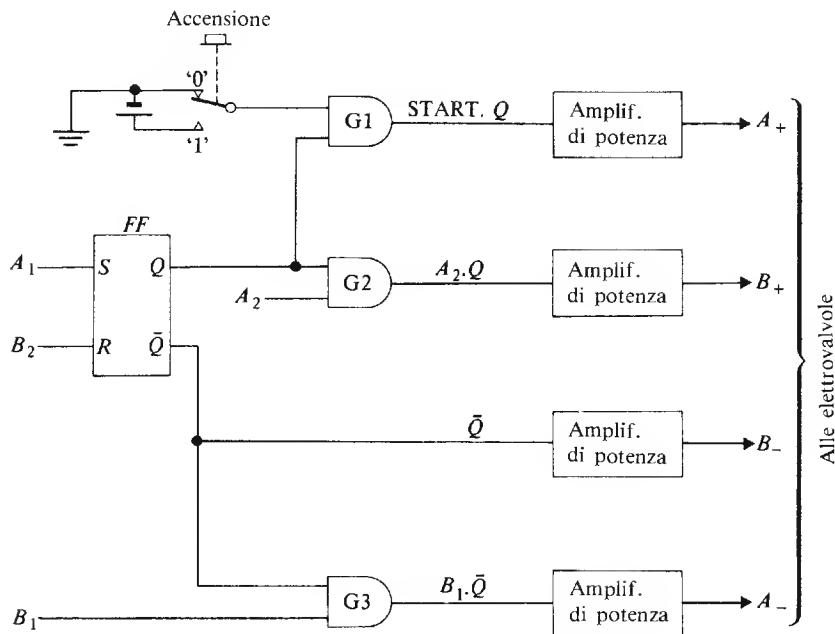 Accensione
'0'
'1'
G1
START. Q
Amplif.
di potenza
A+
FF
A1
S
Q
A2
G2
A2.Q
Amplif.
di potenza
B+
B2
R
Q̄
Q̄
Amplif.
di potenza
B−
Alle elettrovalvole
B1
G3
B1.Q̄
Amplif.
di potenza
A−